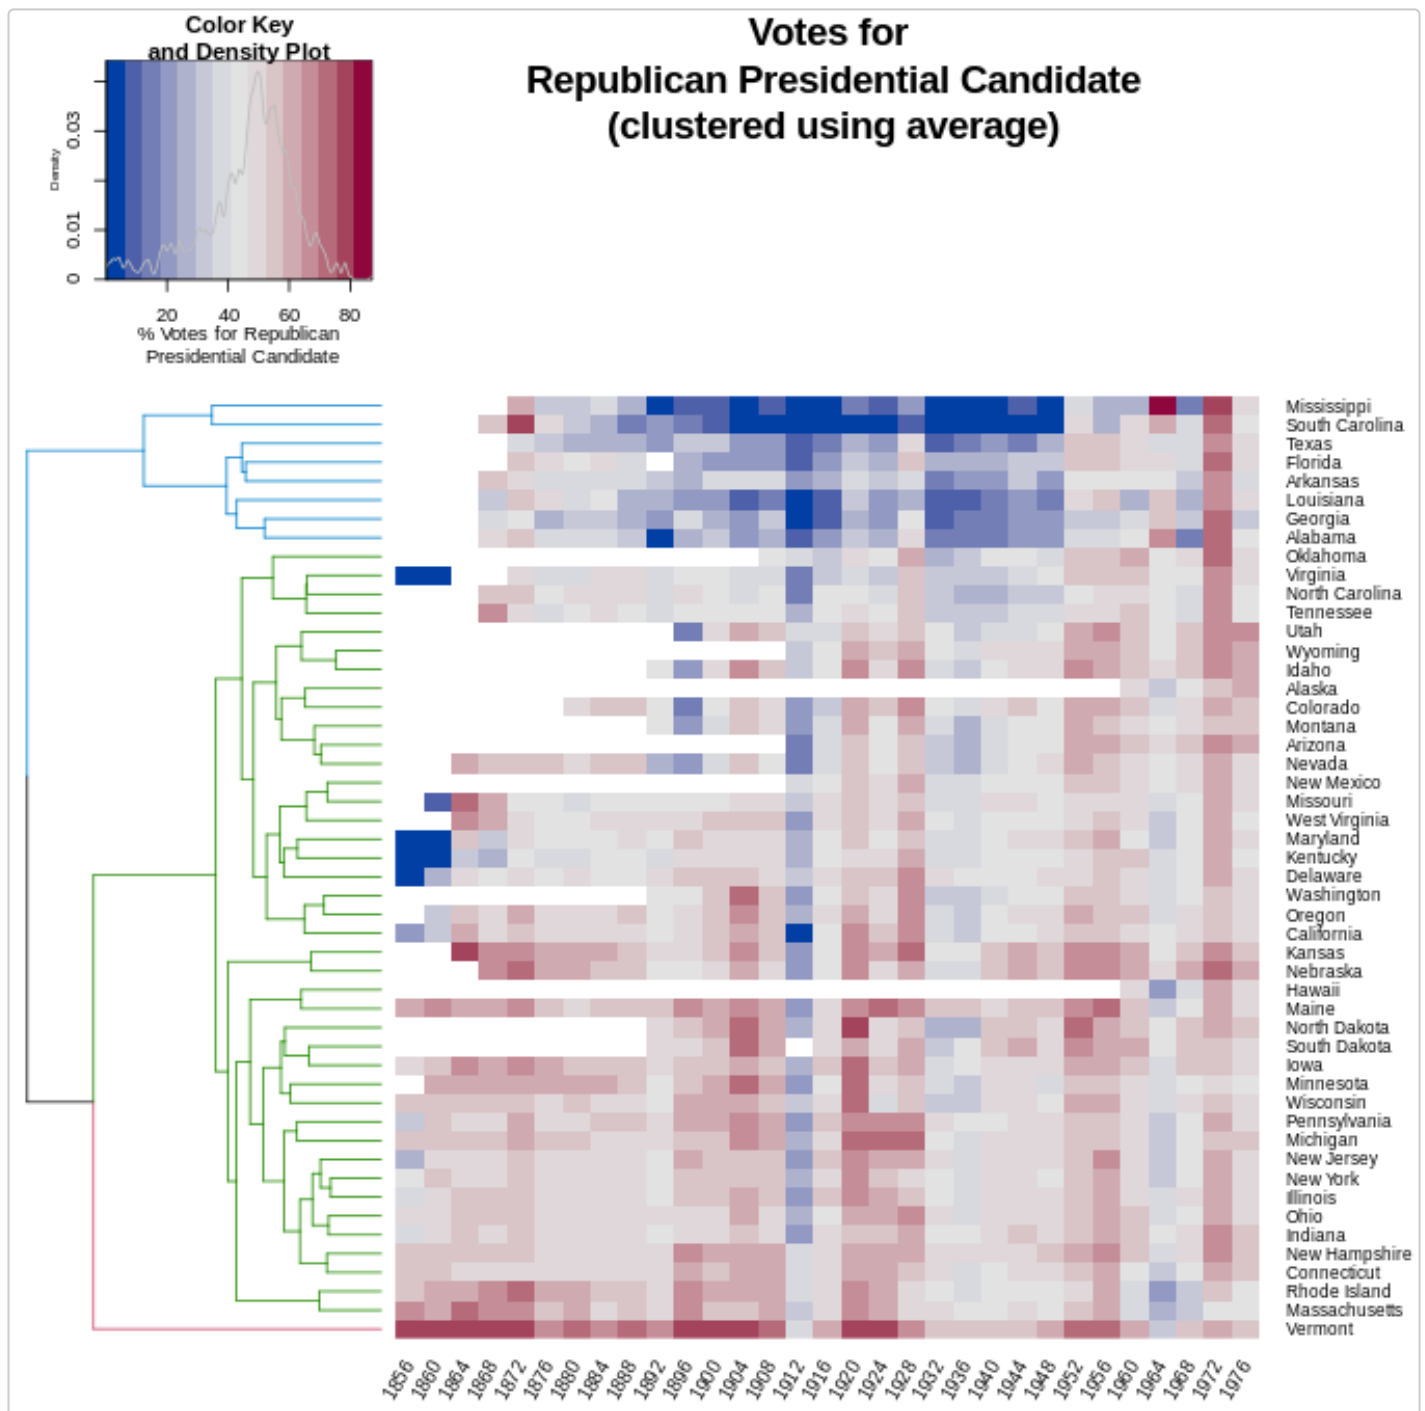 Color Key
and Density Plot
Density
0 0.01 0.03
20 40 60 80
% Votes for Republican
Presidential Candidate
Votes for
Republican Presidential Candidate
(clustered using average)
Mississippi
South Carolina
Texas
Florida
Arkansas
Louisiana
Georgia
Alabama
Oklahoma
Virginia
North Carolina
Tennessee
Utah
Wyoming
Idaho
Alaska
Colorado
Montana
Arizona
Nevada
New Mexico
Missouri
West Virginia
Maryland
Kentucky
Delaware
Washington
Oregon
California
Kansas
Nebraska
Hawaii
Maine
North Dakota
South Dakota
Iowa
Minnesota
Wisconsin
Pennsylvania
Michigan
New Jersey
New York
Illinois
Ohio
Indiana
New Hampshire
Connecticut
Rhode Island
Massachusetts
Vermont
1856 1860 1864 1868 1872 1876 1880 1884 1888 1892 1896 1900 1904 1908 1912 1916 1920 1924 1928 1932 1936 1940 1944 1948 1952 1956 1960 1964 1968 1972 1976